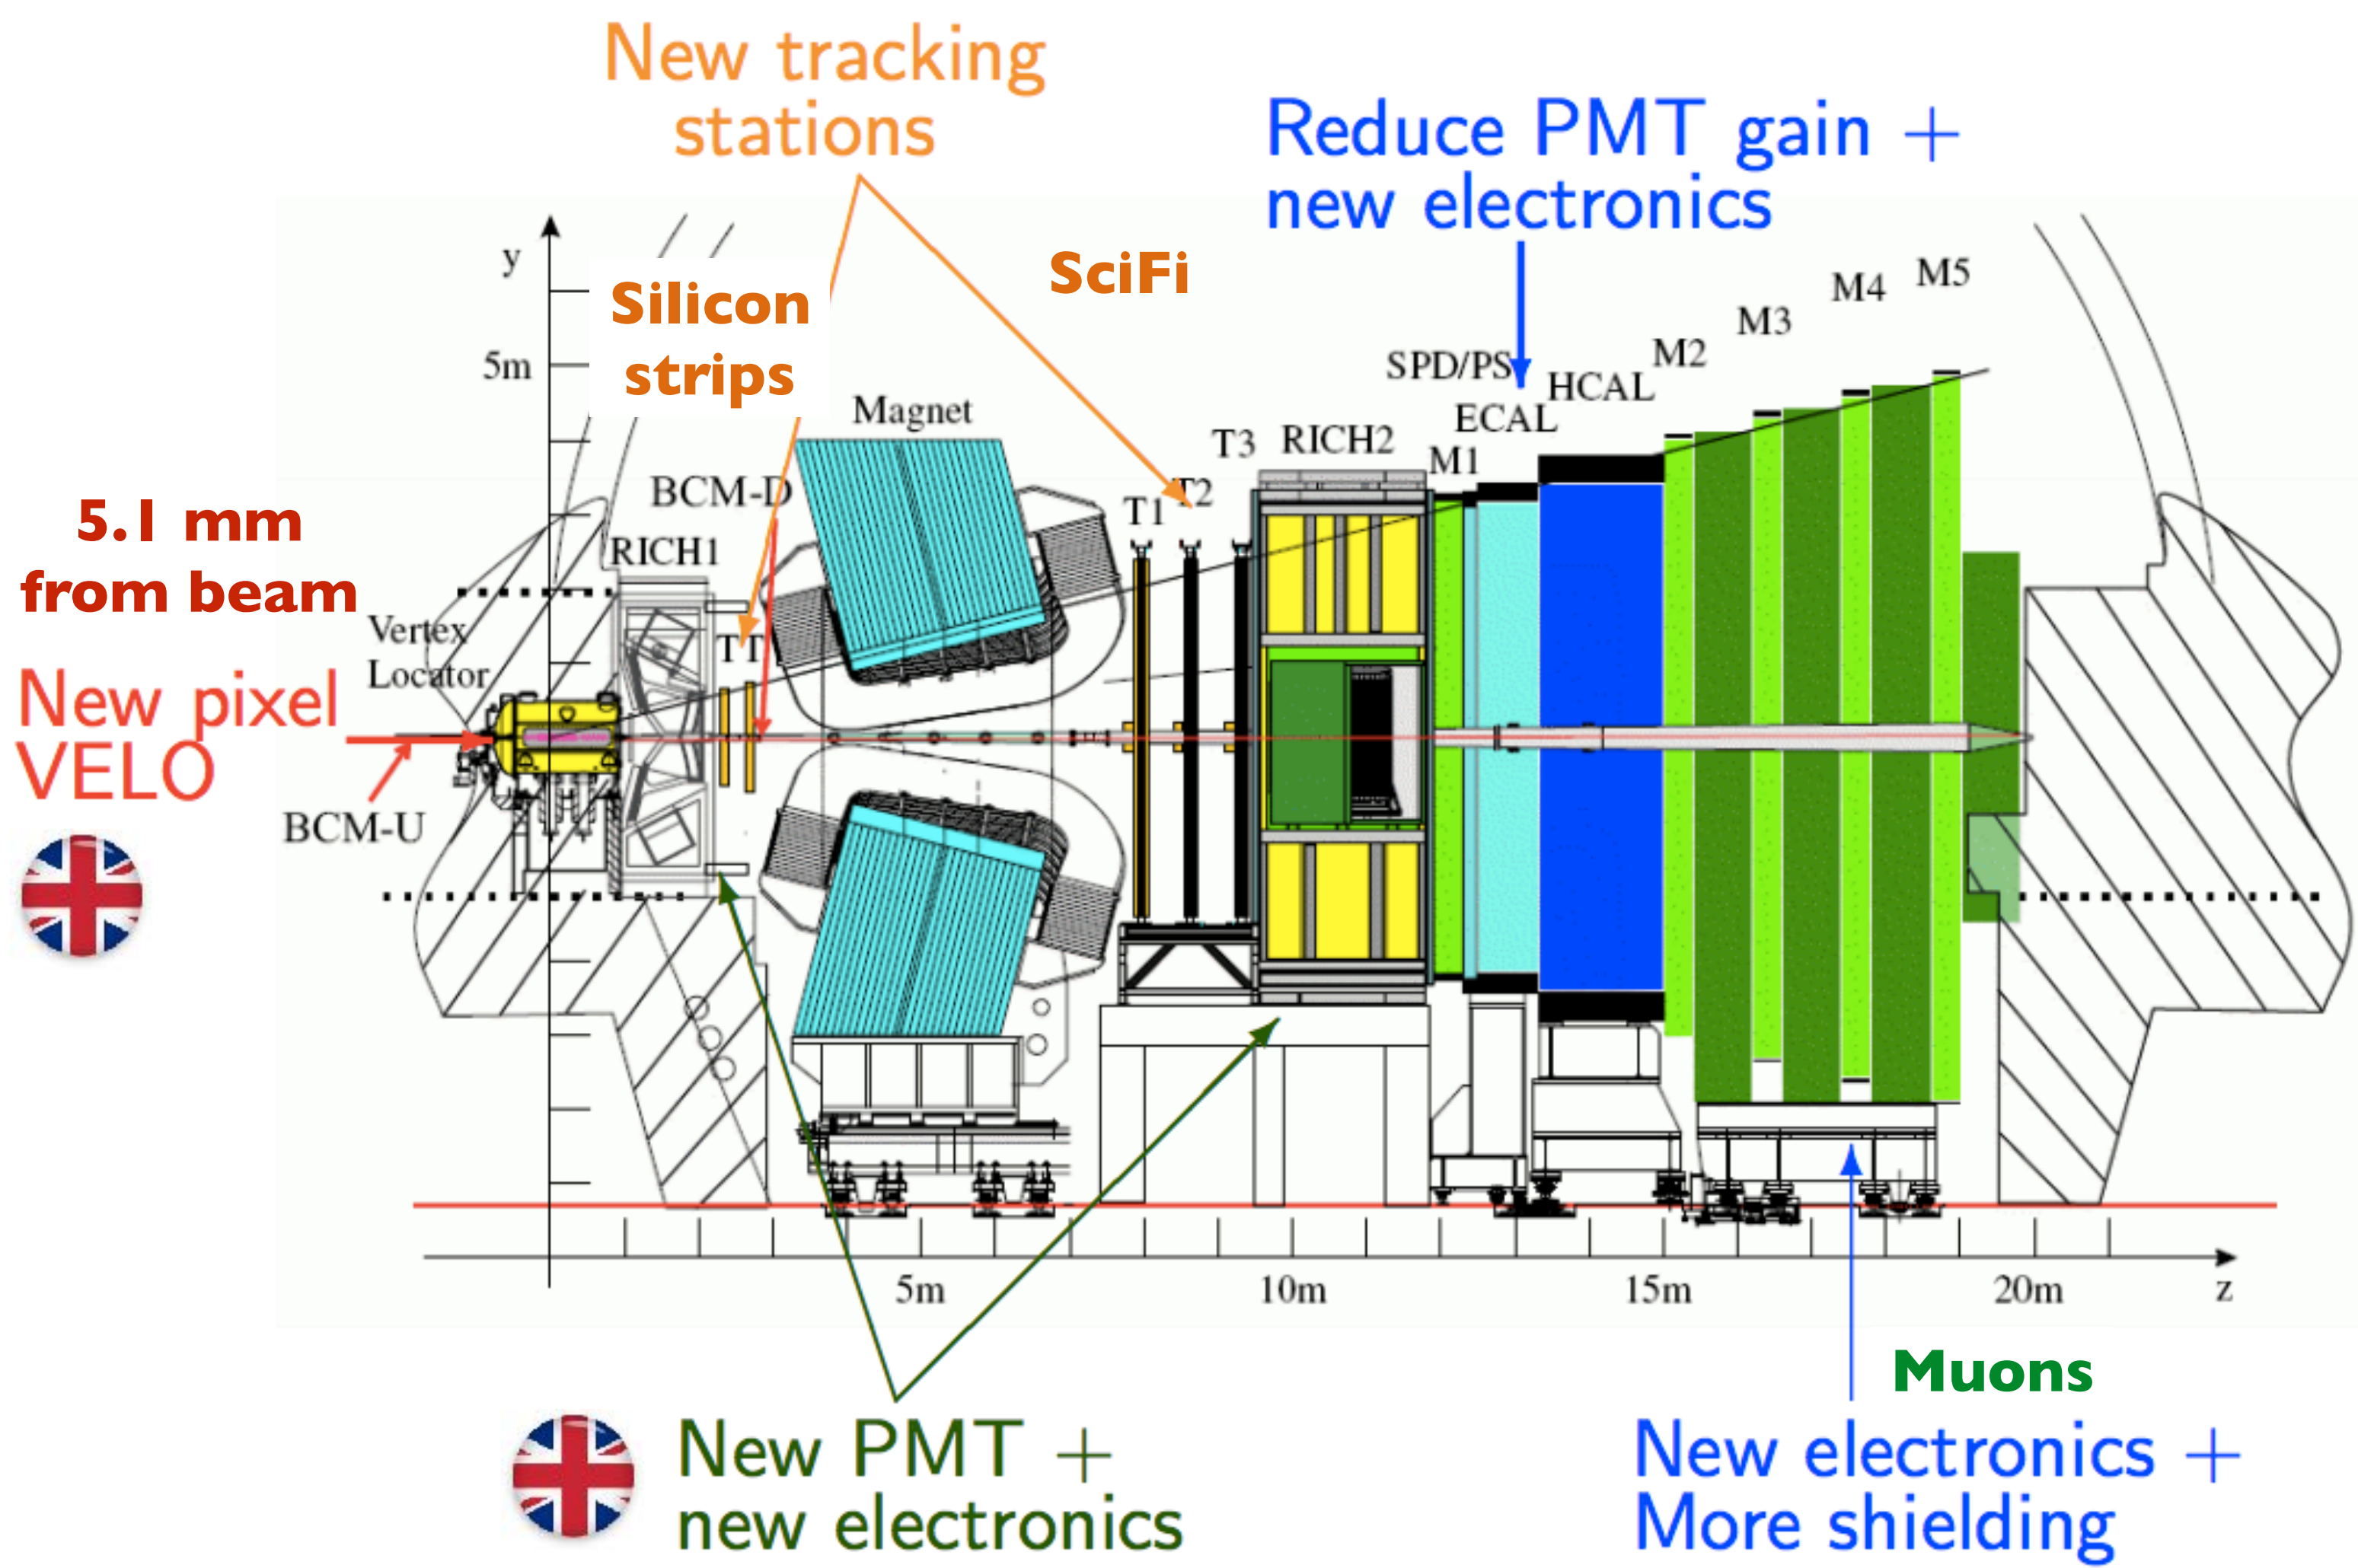 New tracking
stations
Reduce PMT gain +
new electronics
y
Silicon
strips
SciFi
5m
Magnet
SPD/PS
ECAL
HCAL
M1
M2
M3
M4
M5
T1
T2
T3
RICH2
BCM-D
RICH1
TT
5.1 mm
from beam
Vertex
Locator
New pixel
VELO
BCM-U
5m
10m
15m
20m
z
Muons
New PMT +
new electronics
New electronics +
More shielding